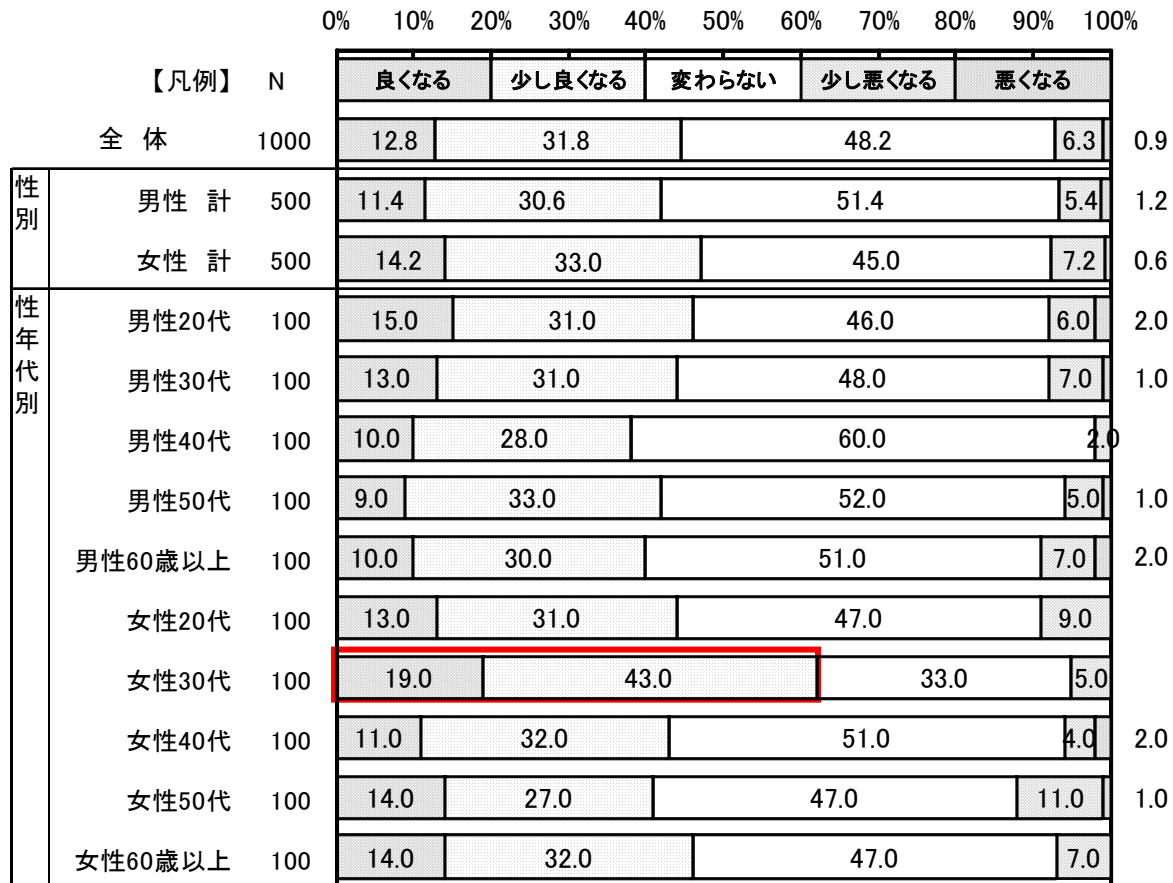 0% 10% 20% 30% 40% 50% 60% 70% 80% 90% 100%
【凡例】 N 良くなる 少し良くなる 変わらない 少し悪くなる 悪くなる
全 体 1000 12.8 31.8 48.2 6.3 0.9
性別
男性 計 500 11.4 30.6 51.4 5.4 1.2
女性 計 500 14.2 33.0 45.0 7.2 0.6
性年代別
男性20代 100 15.0 31.0 46.0 6.0 2.0
男性30代 100 13.0 31.0 48.0 7.0 1.0
男性40代 100 10.0 28.0 60.0 2.0
男性50代 100 9.0 33.0 52.0 5.0 1.0
男性60歳以上 100 10.0 30.0 51.0 7.0 2.0
女性20代 100 13.0 31.0 47.0 9.0
女性30代 100 19.0 43.0 33.0 5.0
女性40代 100 11.0 32.0 51.0 4.0 2.0
女性50代 100 14.0 27.0 47.0 11.0 1.0
女性60歳以上 100 14.0 32.0 47.0 7.0